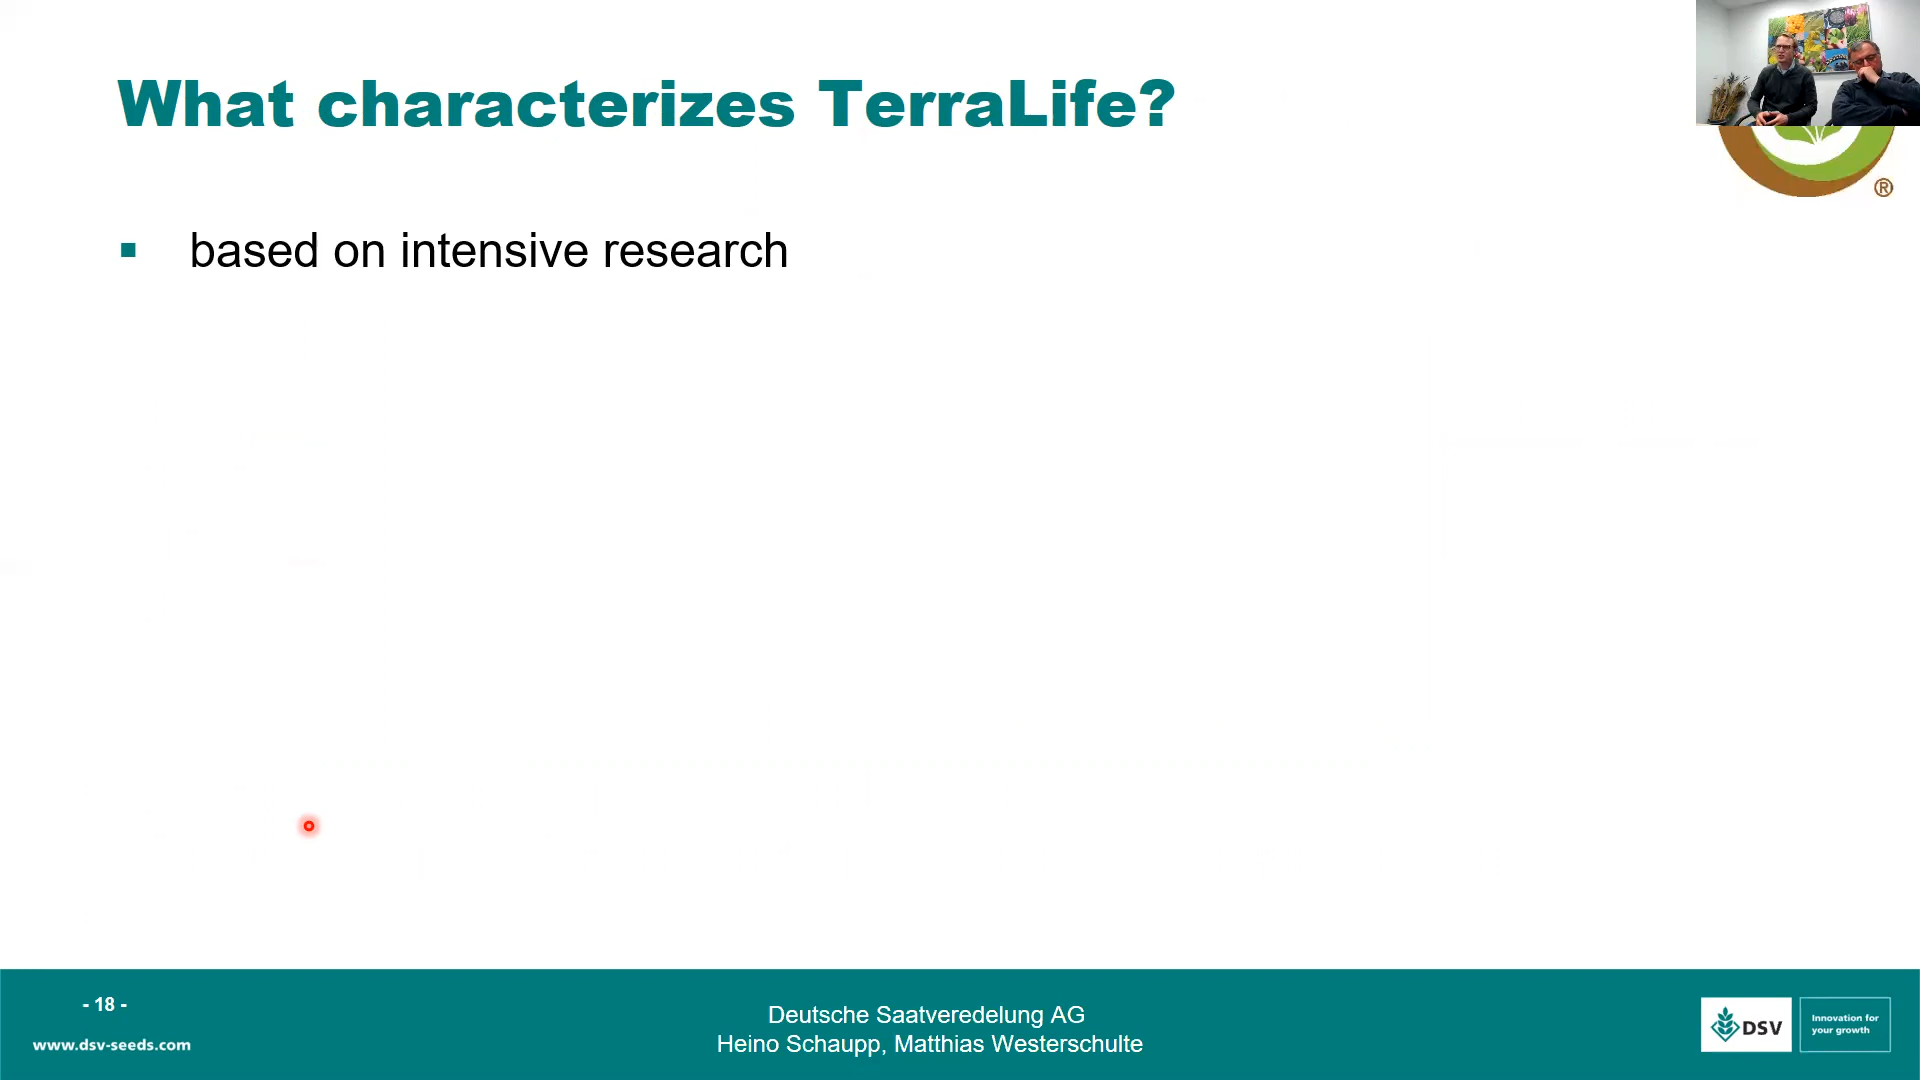 What characterizes TerraLife?
®
▪ based on intensive research
- 18 -
www.dsv-seeds.com
Deutsche Saatveredelung AG
Heino Schaupp, Matthias Westerschulte
DSV
Innovation for
your growth